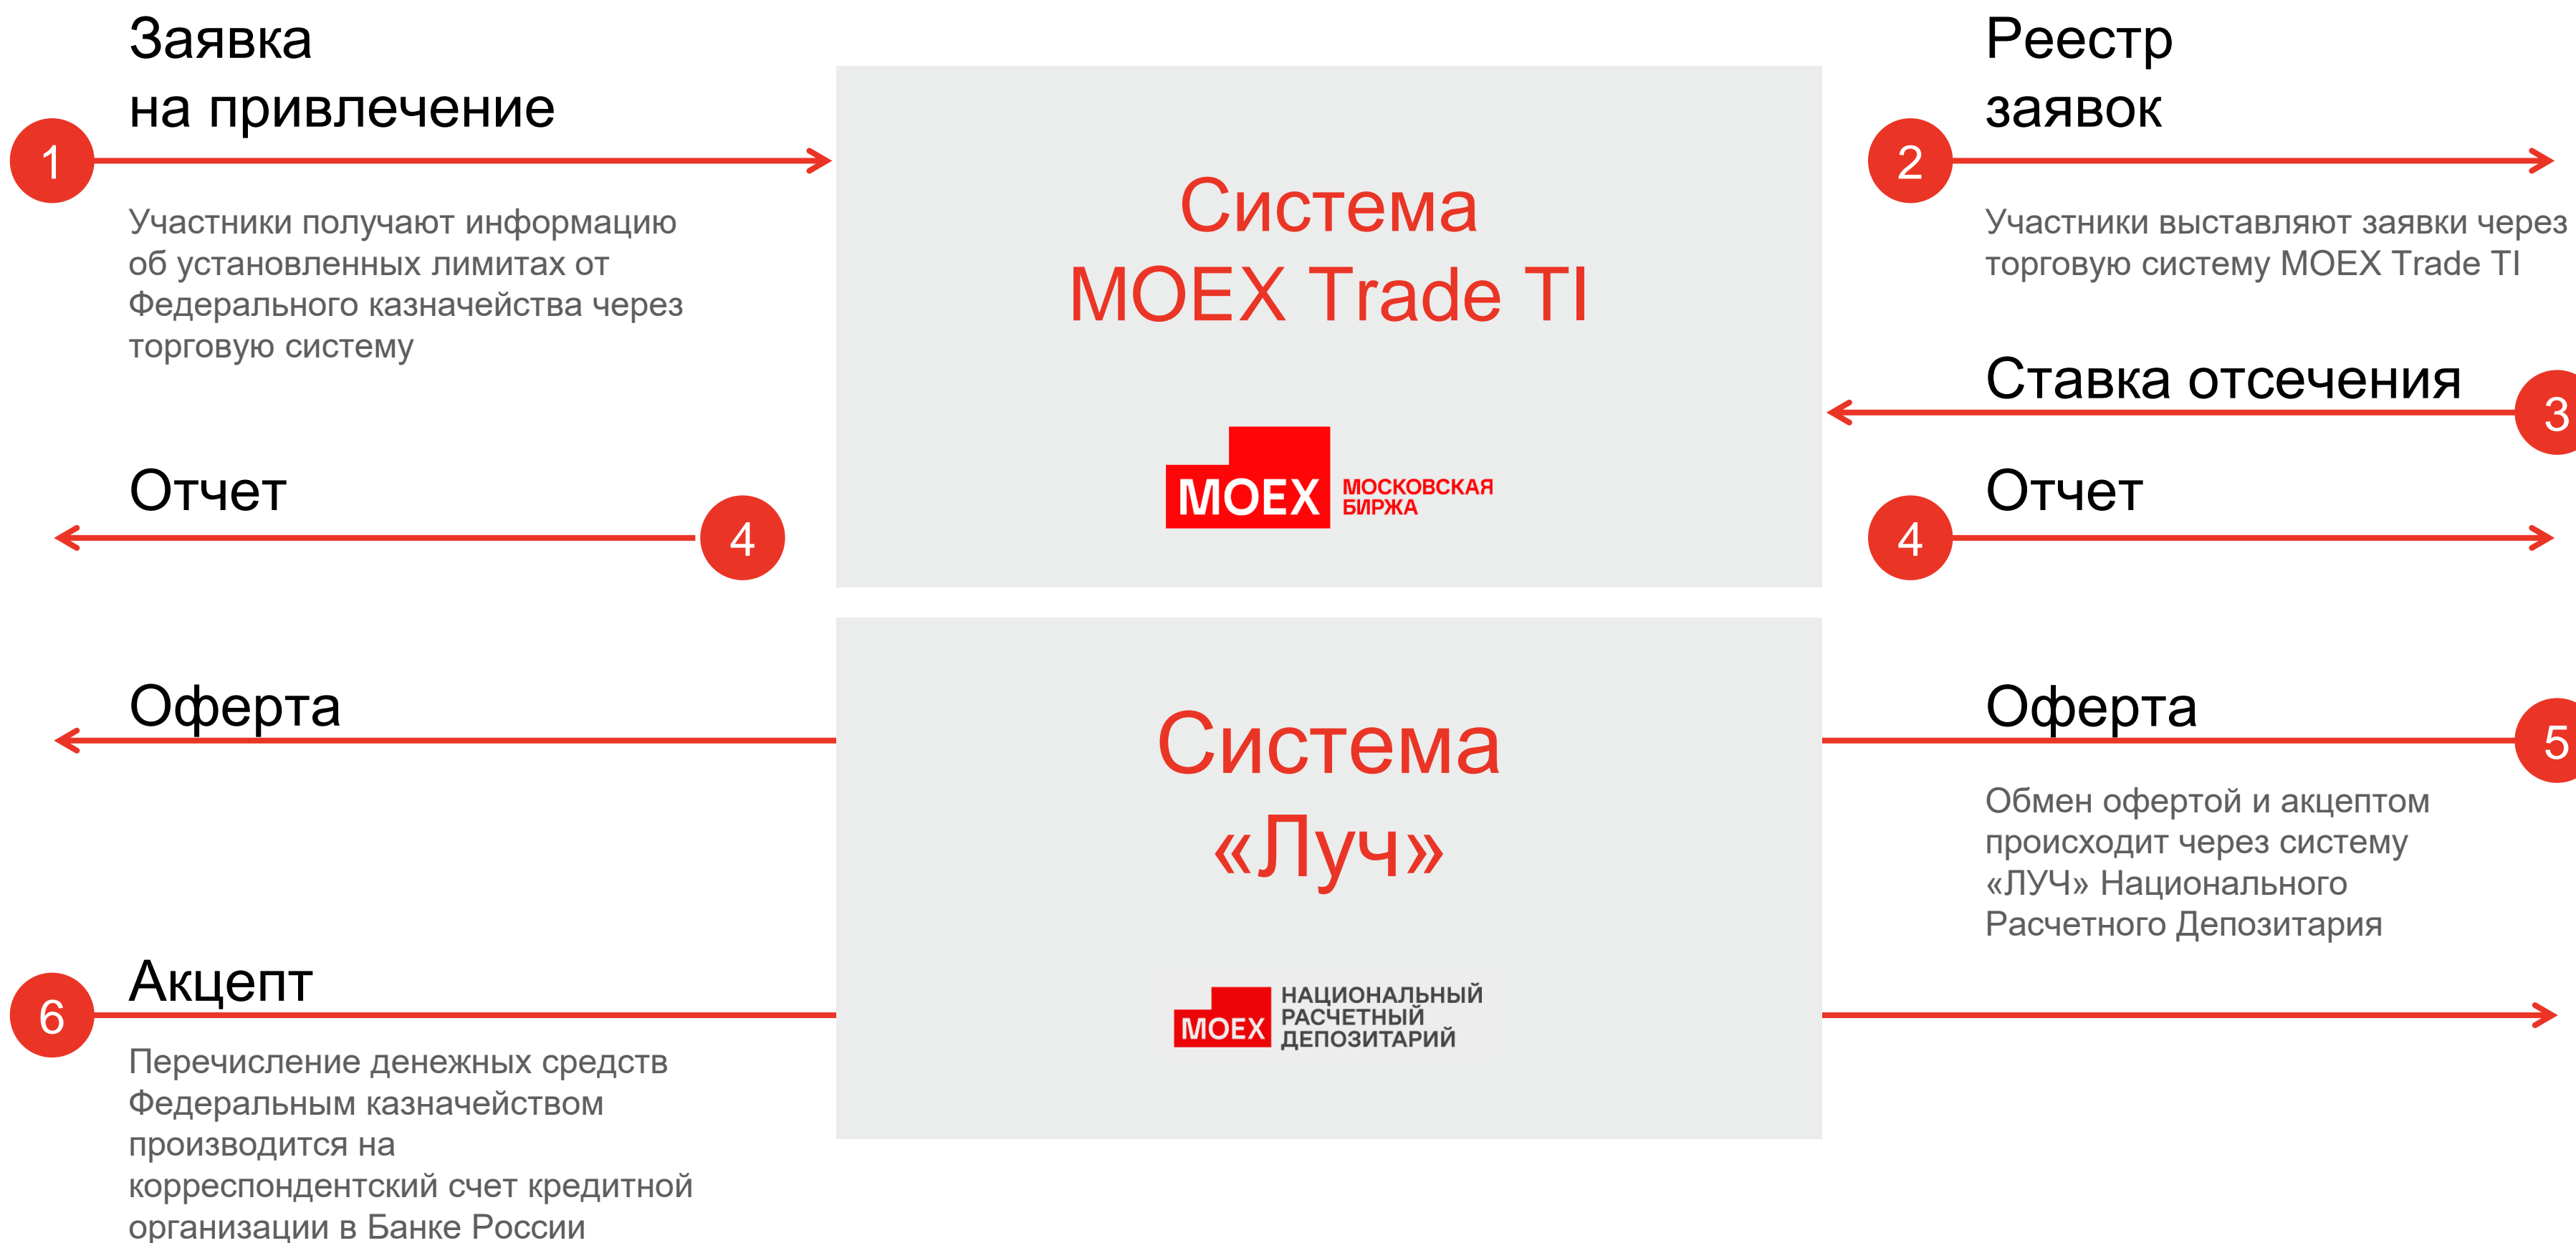 Заявка
на привлечение
1
Участники получают информацию
об установленных лимитах от
Федерального казначейства через
торговую систему
Система
MOEX Trade TI
MOEX
МОСКОВСКАЯ
БИРЖА
Реестр
заявок
2
Участники выставляют заявки через
торговую систему MOEX Trade TI
Ставка отсечения
3
Отчет
4
Отчет
4
Оферта
Система
«Луч»
MOEX
НАЦИОНАЛЬНЫЙ
РАСЧЕТНЫЙ
ДЕПОЗИТАРИЙ
Оферта
5
Обмен офертой и акцептом
происходит через систему
«ЛУЧ» Национального
Расчетного Депозитария
Акцепт
6
Перечисление денежных средств
Федеральным казначейством
производится на
корреспондентский счет кредитной
организации в Банке России